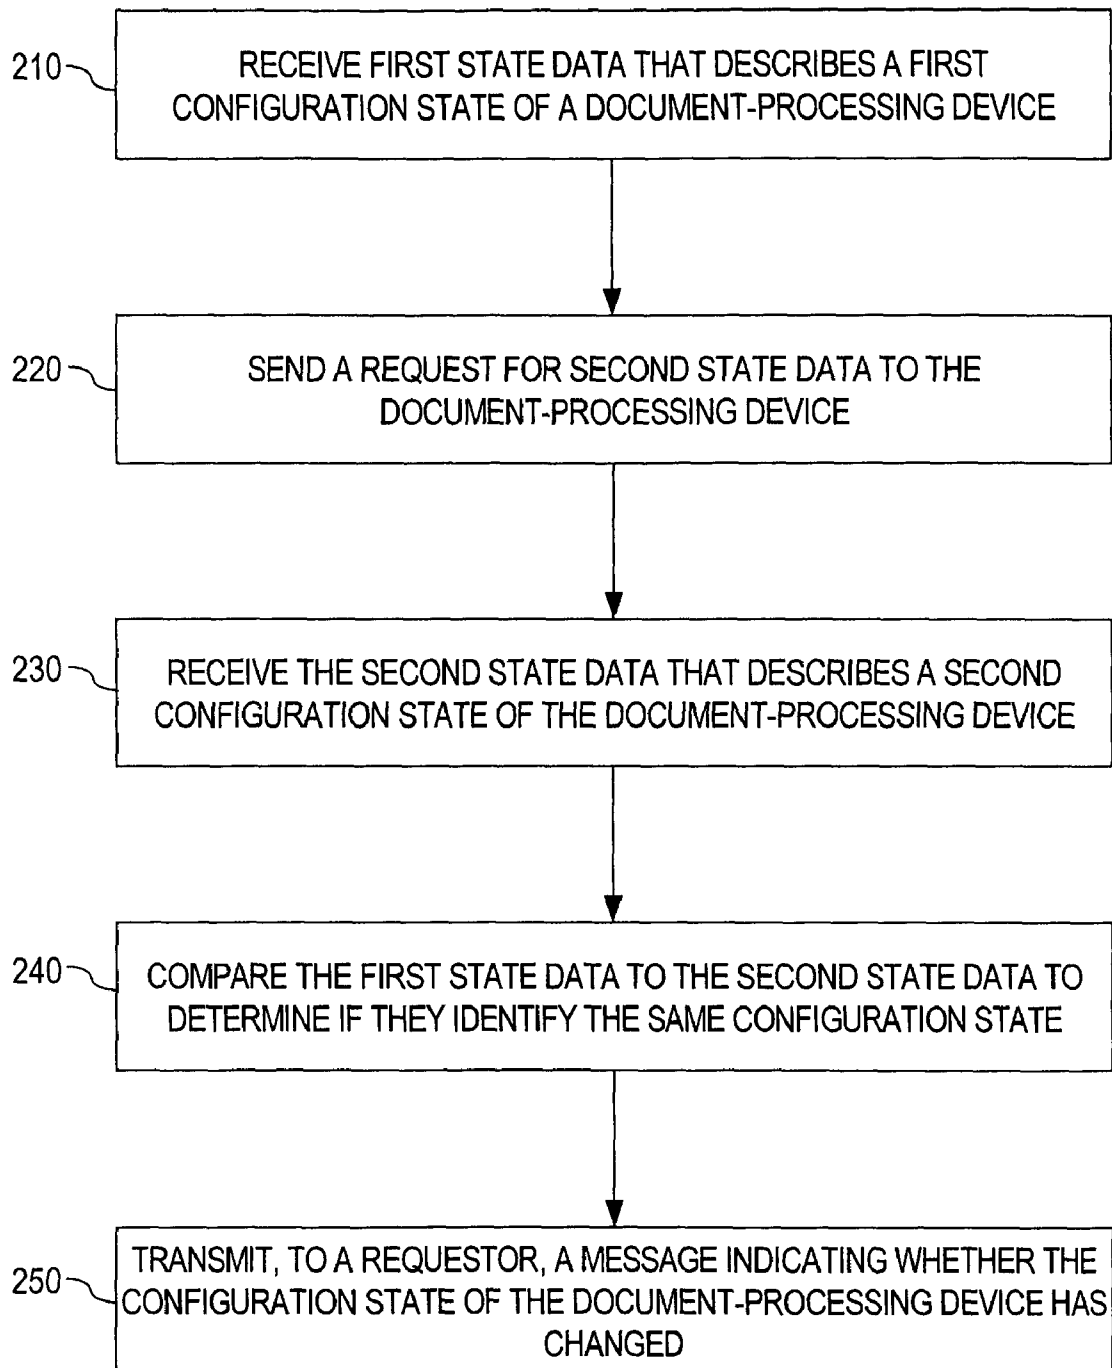 210
RECEIVE FIRST STATE DATA THAT DESCRIBES A FIRST
CONFIGURATION STATE OF A DOCUMENT-PROCESSING DEVICE
220
SEND A REQUEST FOR SECOND STATE DATA TO THE
DOCUMENT-PROCESSING DEVICE
230
RECEIVE THE SECOND STATE DATA THAT DESCRIBES A SECOND
CONFIGURATION STATE OF THE DOCUMENT-PROCESSING DEVICE
240
COMPARE THE FIRST STATE DATA TO THE SECOND STATE DATA TO
DETERMINE IF THEY IDENTIFY THE SAME CONFIGURATION STATE
250
TRANSMIT, TO A REQUESTOR, A MESSAGE INDICATING WHETHER THE
CONFIGURATION STATE OF THE DOCUMENT-PROCESSING DEVICE HAS
CHANGED